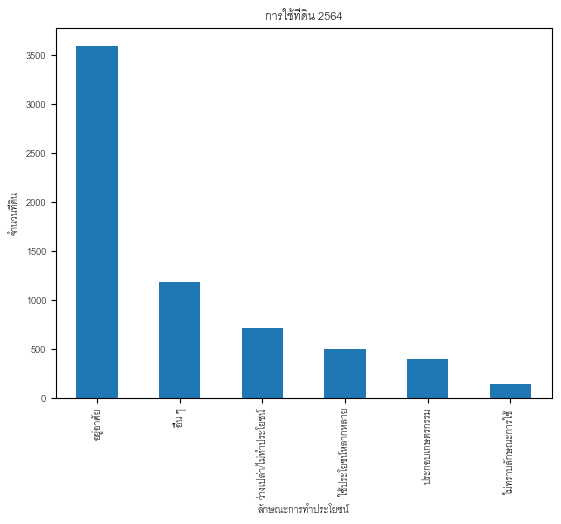 การใช้ที่ดิน 2564
3500
3000
2500
2000
1500
1000
500
0
จำนวนที่ดิน
อยู่อาศัย
อื่น ๆ
ว่างเปล่า/ไม่ทำประโยชน์
ใช้ประโยชน์หลากหลาย
ประกอบเกษตรกรรม
ไม่ทราบลักษณะการใช้
ลักษณะการทำประโยชน์